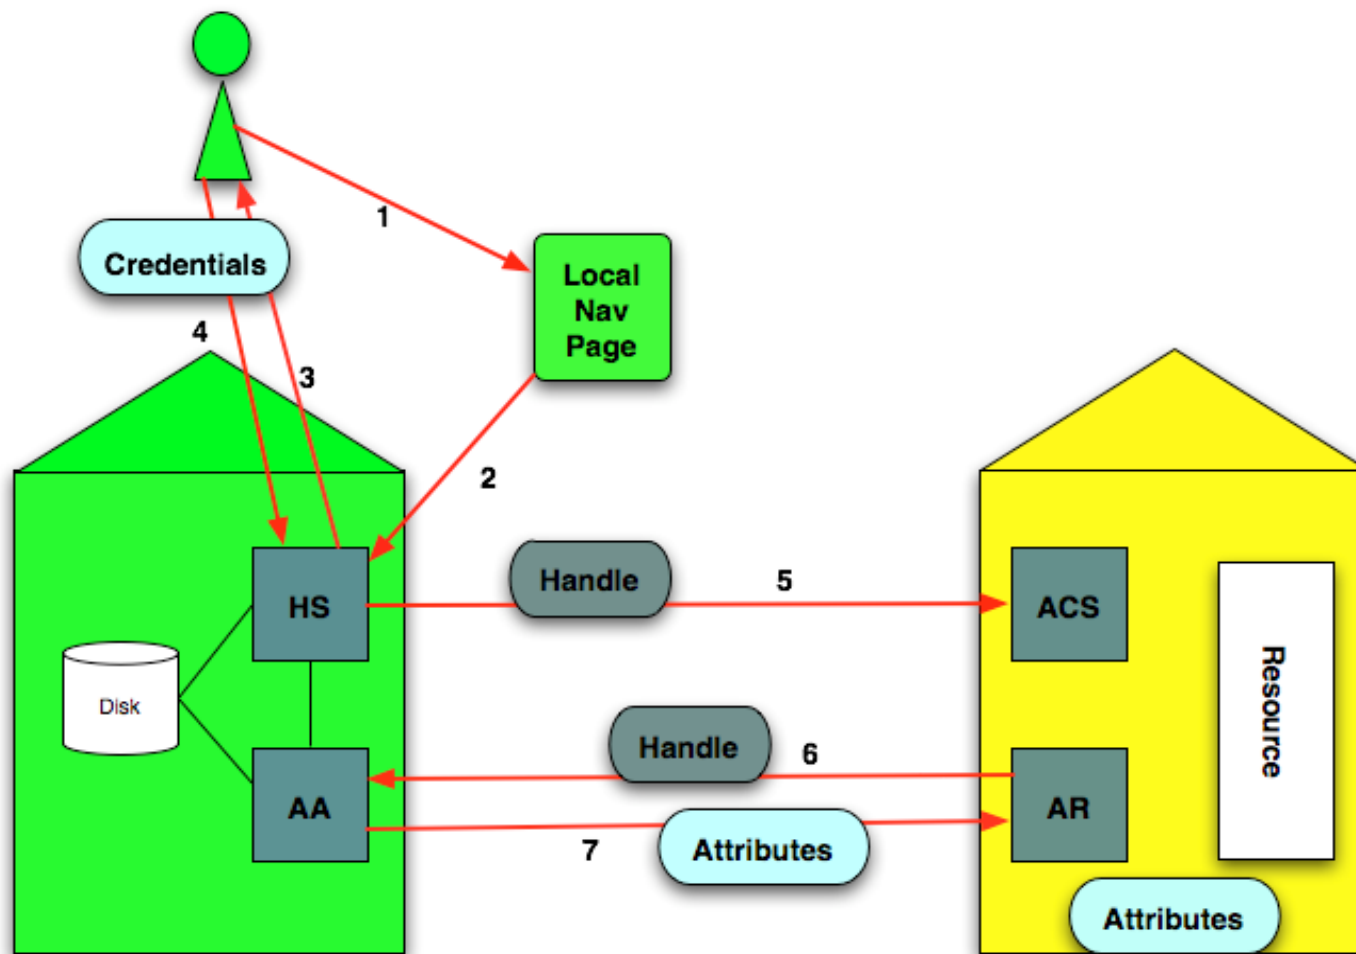 1
Credentials
Local
Nav
Page
4
3
2
Handle
5
HS
ACS
Resource
Disk
Handle
6
AA
AR
7
Attributes
Attributes